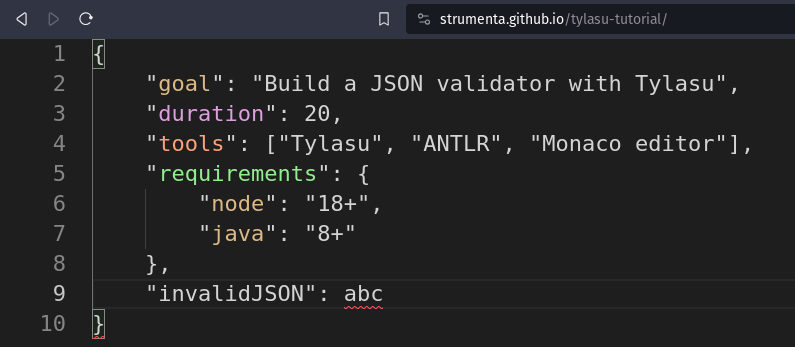 strumenta.github.io/tylasu-tutorial/
1 {
2     "goal": "Build a JSON validator with Tylasu",
3     "duration": 20,
4     "tools": ["Tylasu", "ANTLR", "Monaco editor"],
5     "requirements": {
6         "node": "18+",
7         "java": "8+"
8     },
9     "invalidJSON": abc
10 }